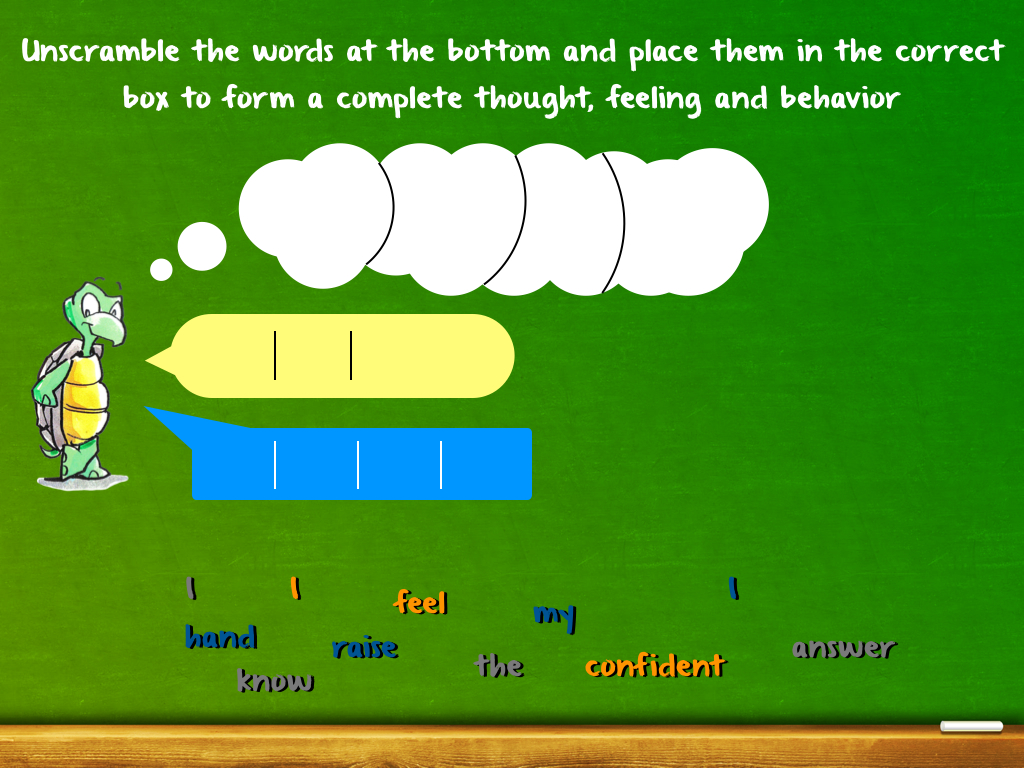 Unscramble the words at the bottom and place them in the correct
box to form a complete thought, feeling and behavior
I I feel my I
hand raise the confident answer
know